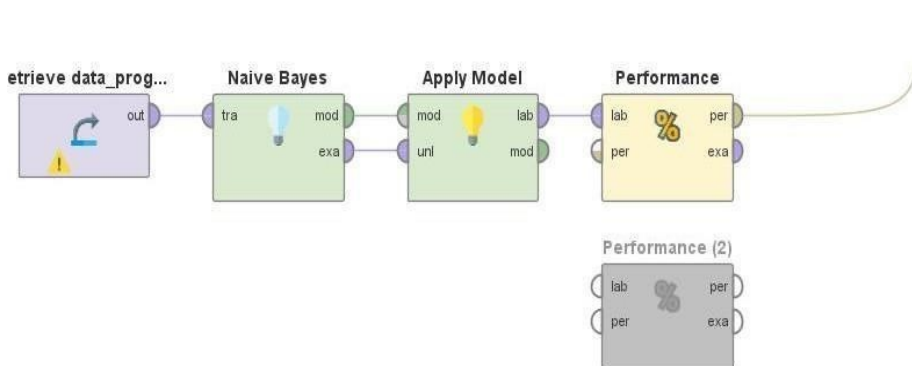 etrieve data_prog...
out
Naive Bayes
tra
mod
exa
Apply Model
mod
lab
unl
mod
Performance
%
lab
per
per
exa
Performance (2)
%
lab
per
per
exa